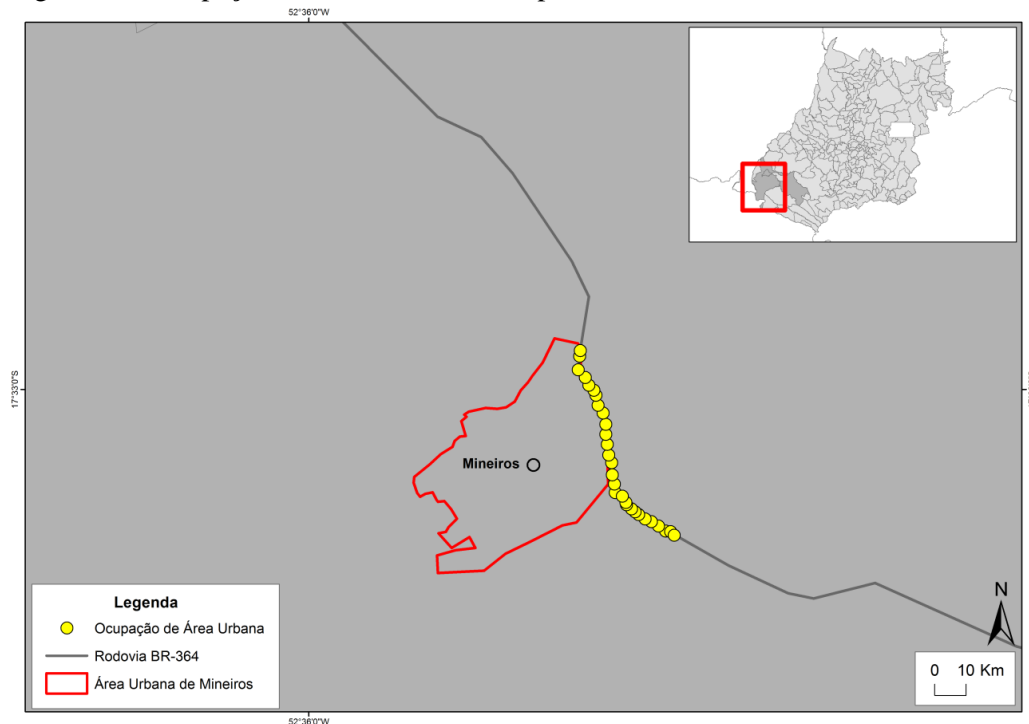 52°36'0"W
N
Mineiros
17°33'0"S
Legenda
Ocupação de Área Urbana
Rodovia BR-364
Área Urbana de Mineiros
0 10 Km
52°36'0"W